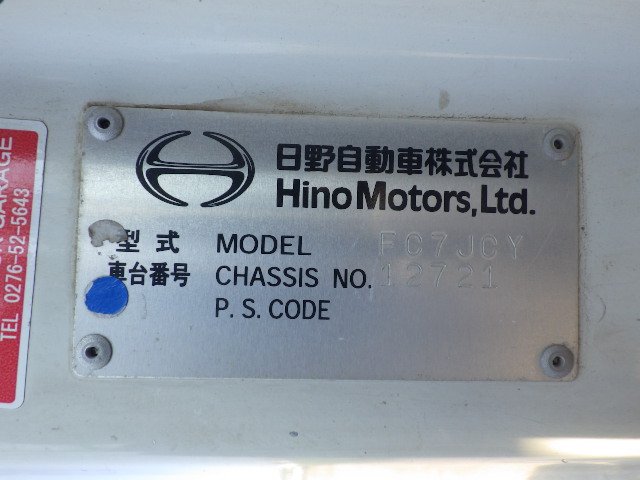 日野自動車株式会社
Hino Motors, Ltd.
型式 MODEL FC7JCY
車台番号 CHASSIS NO. 12721
P. S. CODE
GARAGE
TEL 0276-52-5643